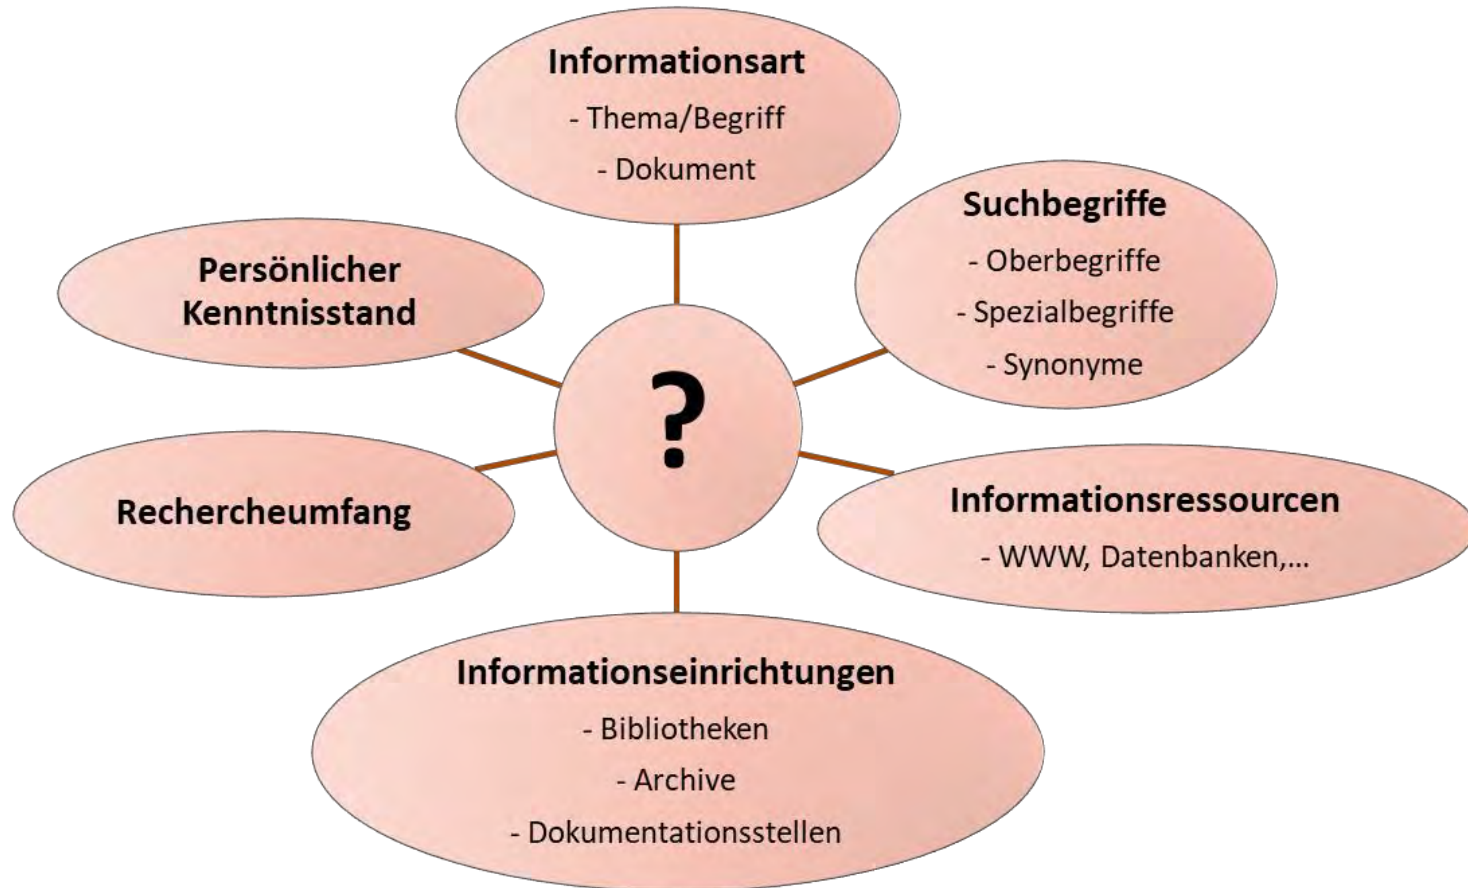 Informationsart
- Thema/Begriff
- Dokument
Suchbegriffe
- Oberbegriffe
- Spezialbegriffe
- Synonyme
Persönlicher
Kenntnisstand
?
Rechercheumfang
Informationsressourcen
- WWW, Datenbanken,...
Informationseinrichtungen
- Bibliotheken
- Archive
- Dokumentationsstellen